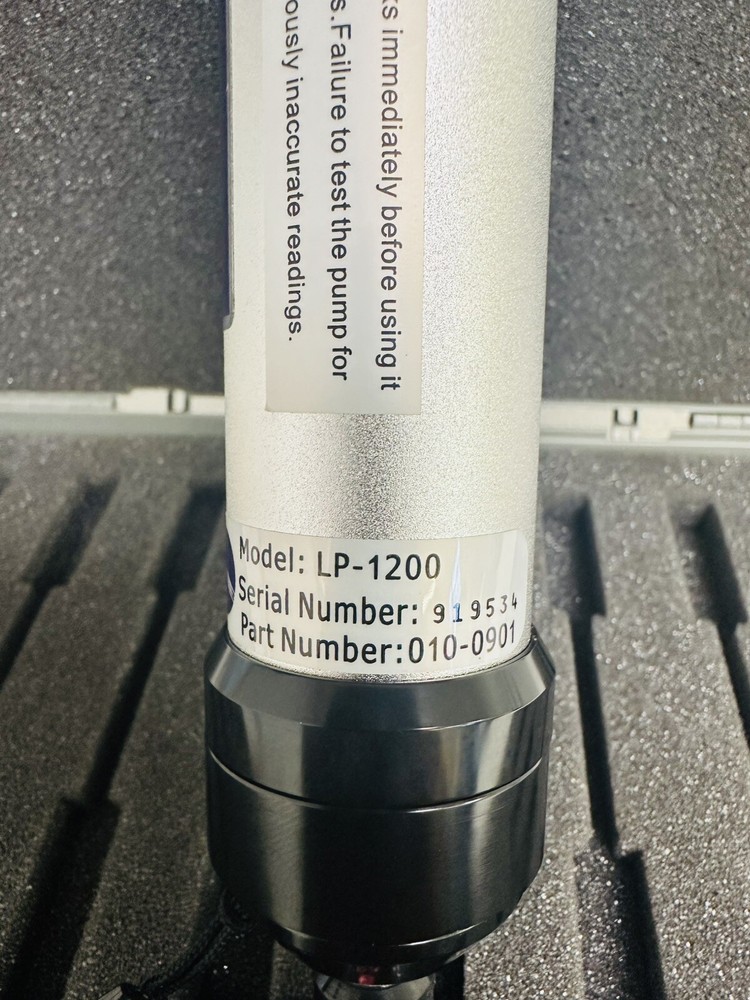 immediately before using it
Failure to test the pump for
inaccurate readings.
Model: LP-1200
Serial Number: 919534
Part Number:010-0901